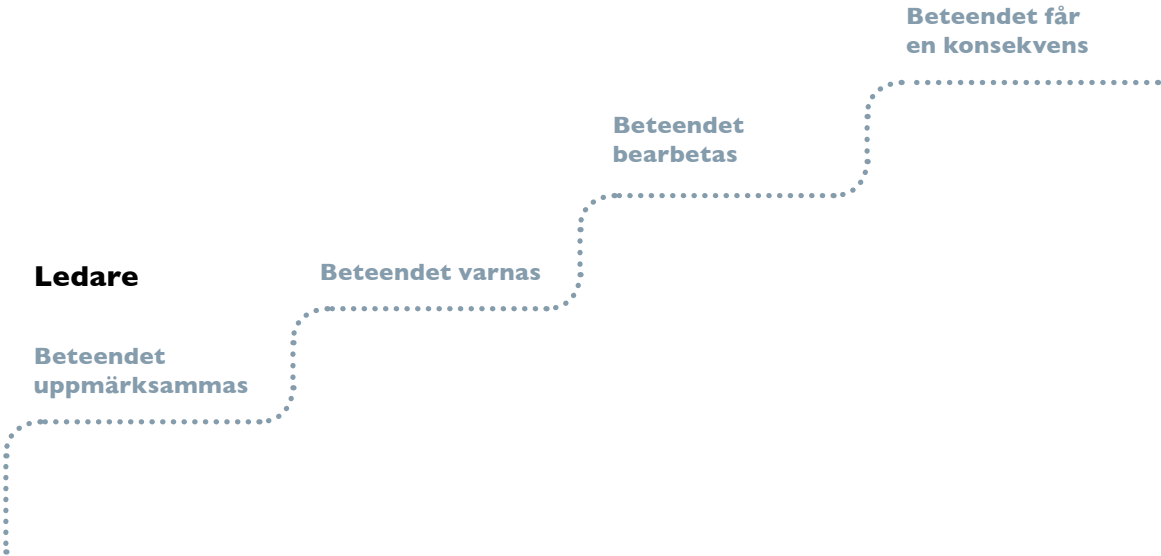 Ledare
Beteendet
uppmärksammas
Beteendet varnas
Beteendet
bearbetas
Beteendet får
en konsekvens